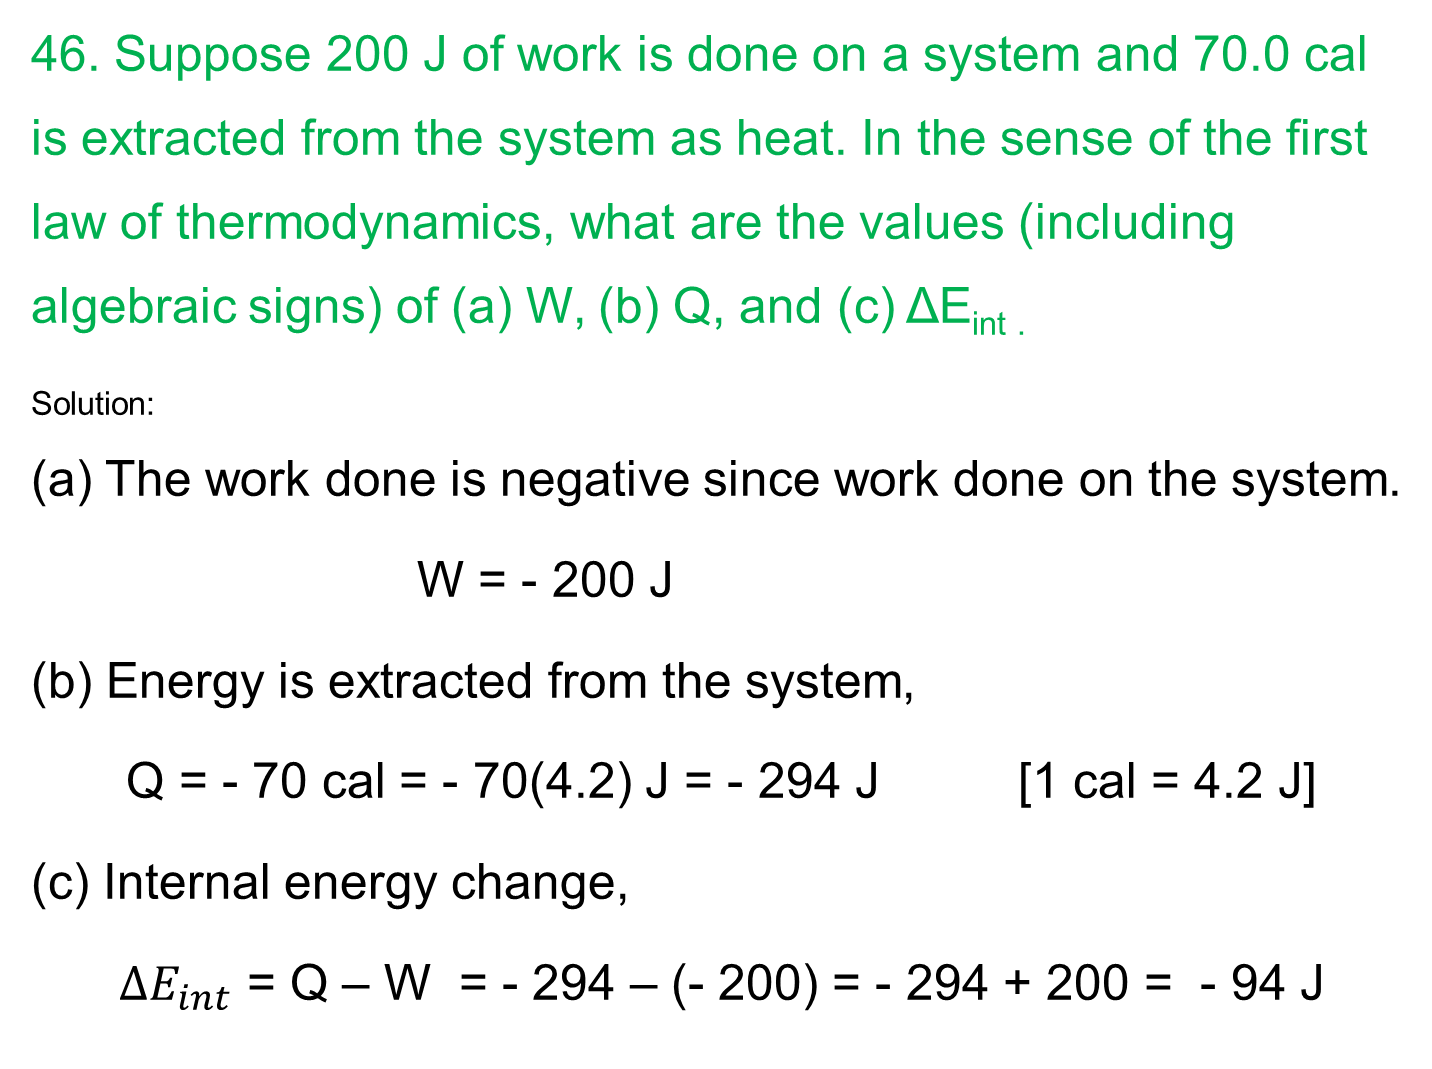 46. Suppose 200 J of work is done on a system and 70.0 cal
is extracted from the system as heat. In the sense of the first
law of thermodynamics, what are the values (including
algebraic signs) of (a) W, (b) Q, and (c) ΔEint .
Solution:
(a) The work done is negative since work done on the system.
W = - 200 J
(b) Energy is extracted from the system,
Q = - 70 cal = - 70(4.2) J = - 294 J [1 cal = 4.2 J]
(c) Internal energy change,
ΔEint = Q – W = - 294 – (- 200) = - 294 + 200 = - 94 J